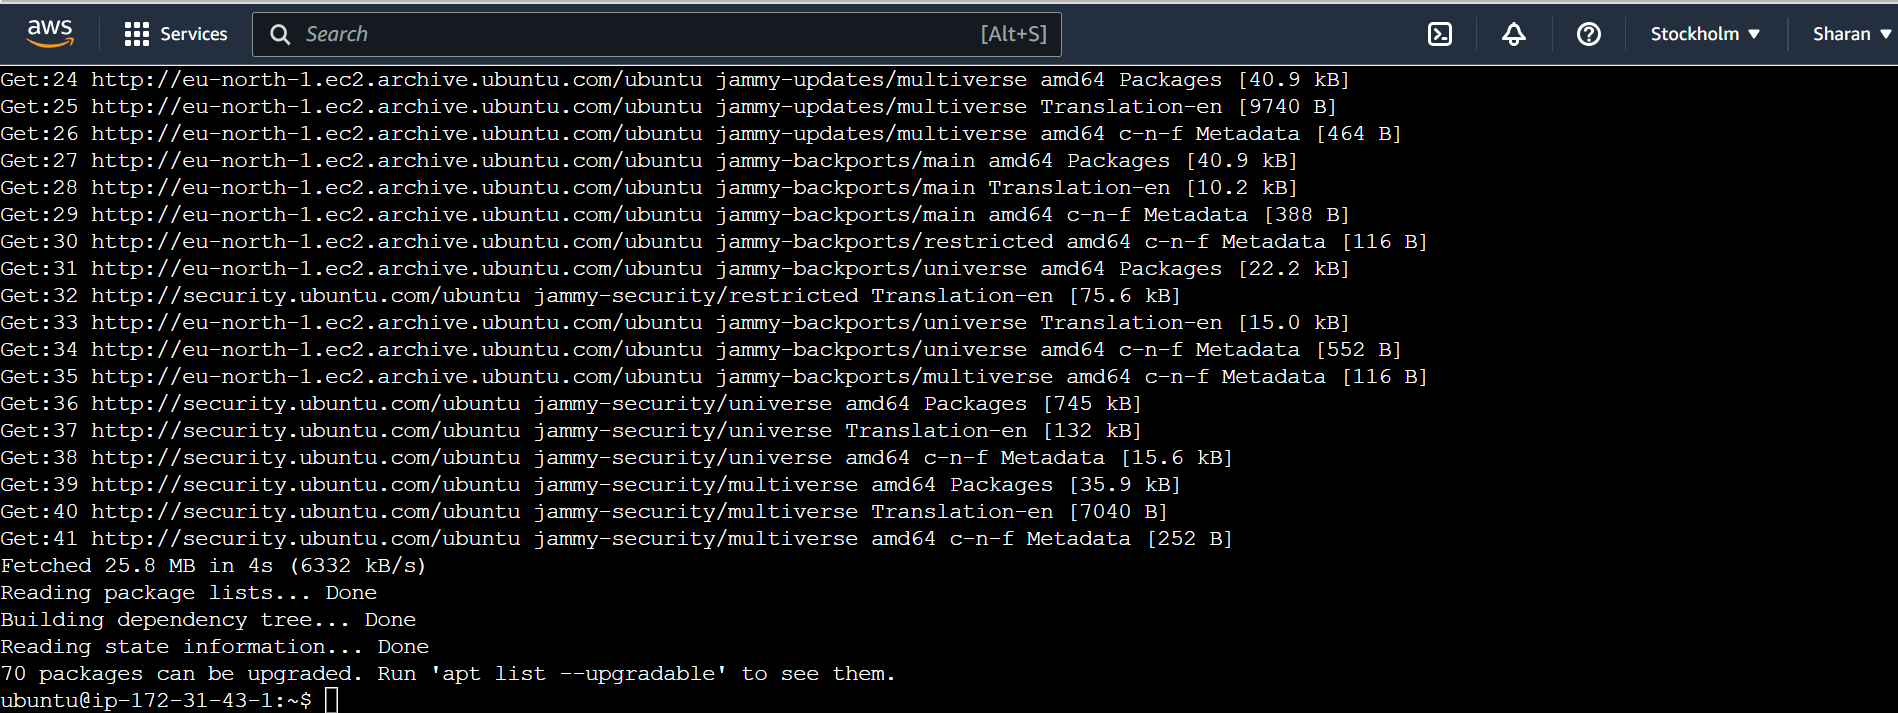 aws
Services
Search [Alt+S]
Stockholm ▼
Sharan ▼
Get:24 http://eu-north-1.ec2.archive.ubuntu.com/ubuntu jammy-updates/multiverse amd64 Packages [40.9 kB]
Get:25 http://eu-north-1.ec2.archive.ubuntu.com/ubuntu jammy-updates/multiverse Translation-en [9740 B]
Get:26 http://eu-north-1.ec2.archive.ubuntu.com/ubuntu jammy-updates/multiverse amd64 c-n-f Metadata [464 B]
Get:27 http://eu-north-1.ec2.archive.ubuntu.com/ubuntu jammy-backports/main amd64 Packages [40.9 kB]
Get:28 http://eu-north-1.ec2.archive.ubuntu.com/ubuntu jammy-backports/main Translation-en [10.2 kB]
Get:29 http://eu-north-1.ec2.archive.ubuntu.com/ubuntu jammy-backports/main amd64 c-n-f Metadata [388 B]
Get:30 http://eu-north-1.ec2.archive.ubuntu.com/ubuntu jammy-backports/restricted amd64 c-n-f Metadata [116 B]
Get:31 http://eu-north-1.ec2.archive.ubuntu.com/ubuntu jammy-backports/universe amd64 Packages [22.2 kB]
Get:32 http://security.ubuntu.com/ubuntu jammy-security/restricted Translation-en [75.6 kB]
Get:33 http://eu-north-1.ec2.archive.ubuntu.com/ubuntu jammy-backports/universe Translation-en [15.0 kB]
Get:34 http://eu-north-1.ec2.archive.ubuntu.com/ubuntu jammy-backports/universe amd64 c-n-f Metadata [552 B]
Get:35 http://eu-north-1.ec2.archive.ubuntu.com/ubuntu jammy-backports/multiverse amd64 c-n-f Metadata [116 B]
Get:36 http://security.ubuntu.com/ubuntu jammy-security/universe amd64 Packages [745 kB]
Get:37 http://security.ubuntu.com/ubuntu jammy-security/universe Translation-en [132 kB]
Get:38 http://security.ubuntu.com/ubuntu jammy-security/universe amd64 c-n-f Metadata [15.6 kB]
Get:39 http://security.ubuntu.com/ubuntu jammy-security/multiverse amd64 Packages [35.9 kB]
Get:40 http://security.ubuntu.com/ubuntu jammy-security/multiverse Translation-en [7040 B]
Get:41 http://security.ubuntu.com/ubuntu jammy-security/multiverse amd64 c-n-f Metadata [252 B]
Fetched 25.8 MB in 4s (6332 kB/s)
Reading package lists... Done
Building dependency tree... Done
Reading state information... Done
70 packages can be upgraded. Run 'apt list --upgradable' to see them.
ubuntu@ip-172-31-43-1:~$